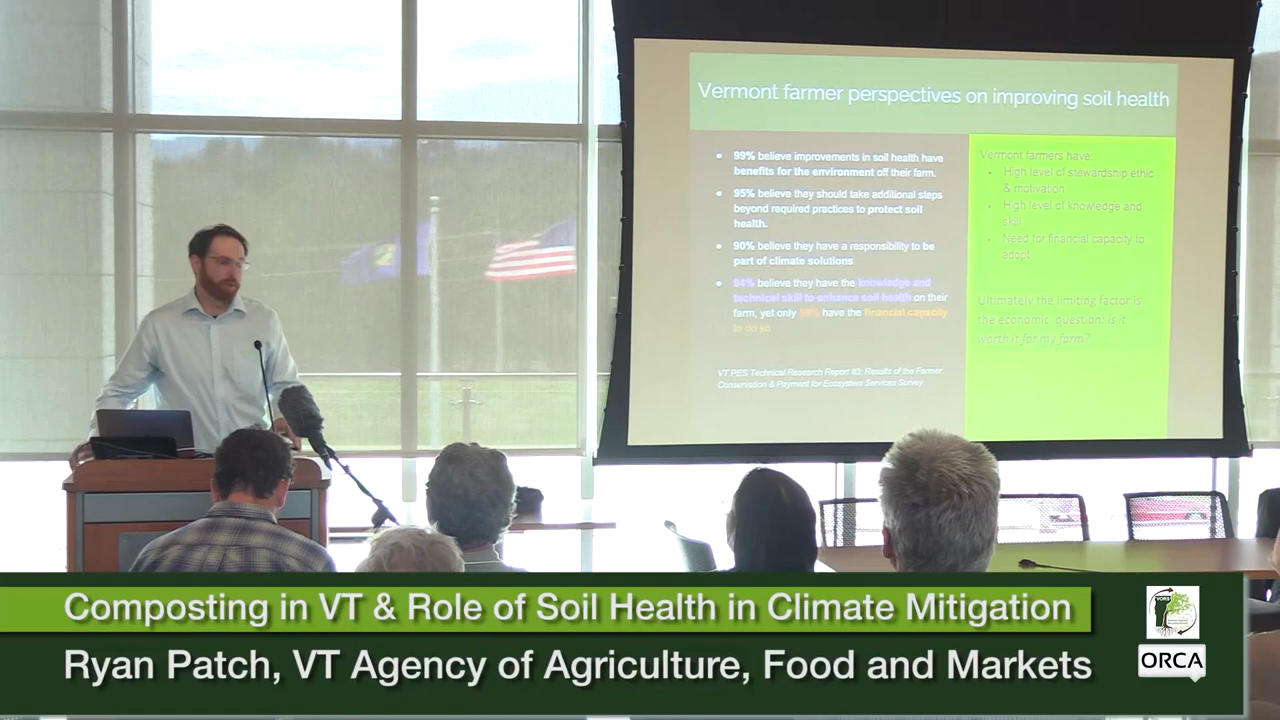 Vermont farmer perspectives on improving soil health
99% believe improvements in soil health have
benefits for the environment off their farm.
95% believe they should take additional steps
beyond required practices to protect soil
health.
90% believe they have a responsibility to be
part of climate solutions
94% believe they have the knowledge and
technical skill to enhance soil health on their
farm, yet only have the financial capacity
to do so
VT PES Technical Research Report #3: Results of the Farmer
Conservation & Payment for Ecosystem Services Survey
Vermont farmers have:
High level of stewardship ethic
& motivation
High level of knowledge and
skill
Need for financial capacity to
adopt
Ultimately the limiting factor is
the economic question: is it
worth it for my farm?
Composting in VT & Role of Soil Health in Climate Mitigation
Ryan Patch, VT Agency of Agriculture, Food and Markets
ORCA